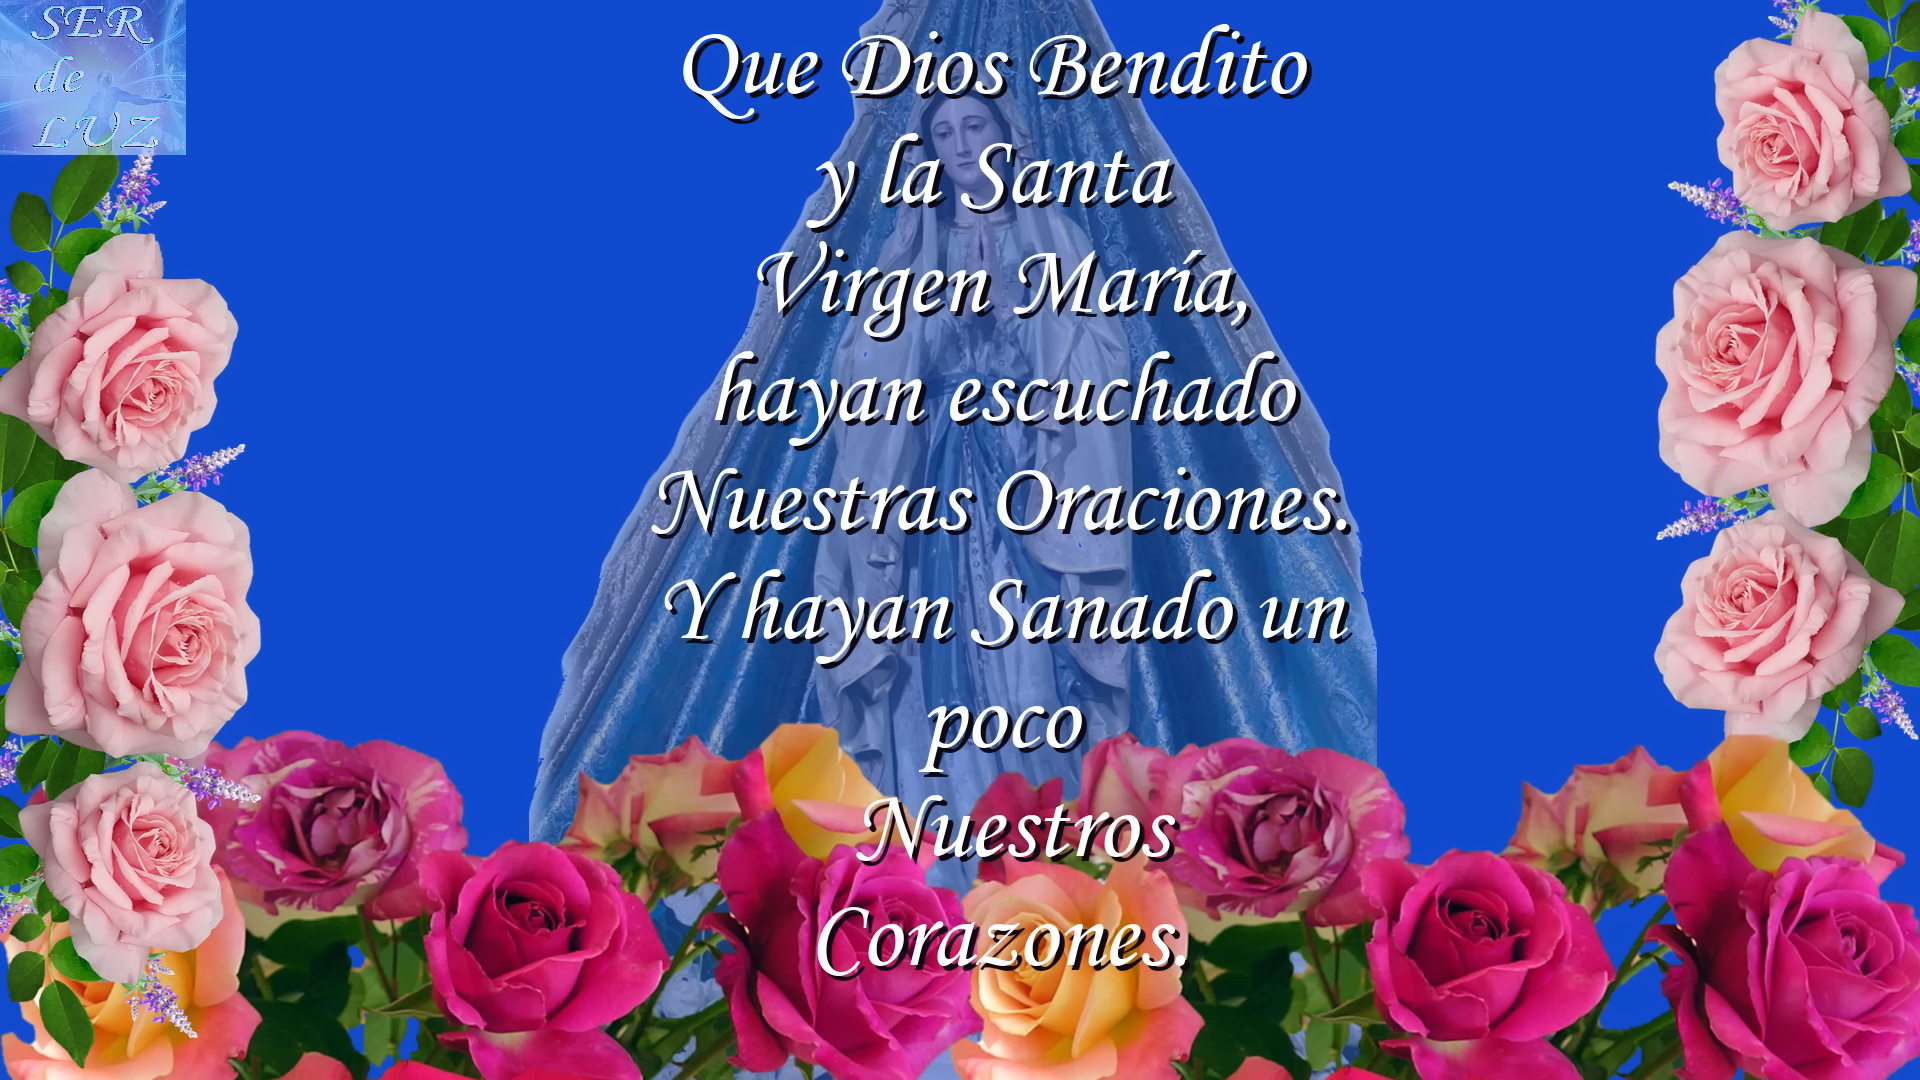 SER
de
LUZ
Que Dios Bendito
y la Santa
Virgen María,
hayan escuchado
Nuestras Oraciones.
Y hayan Sanado un
poco
Nuestros
Corazones.